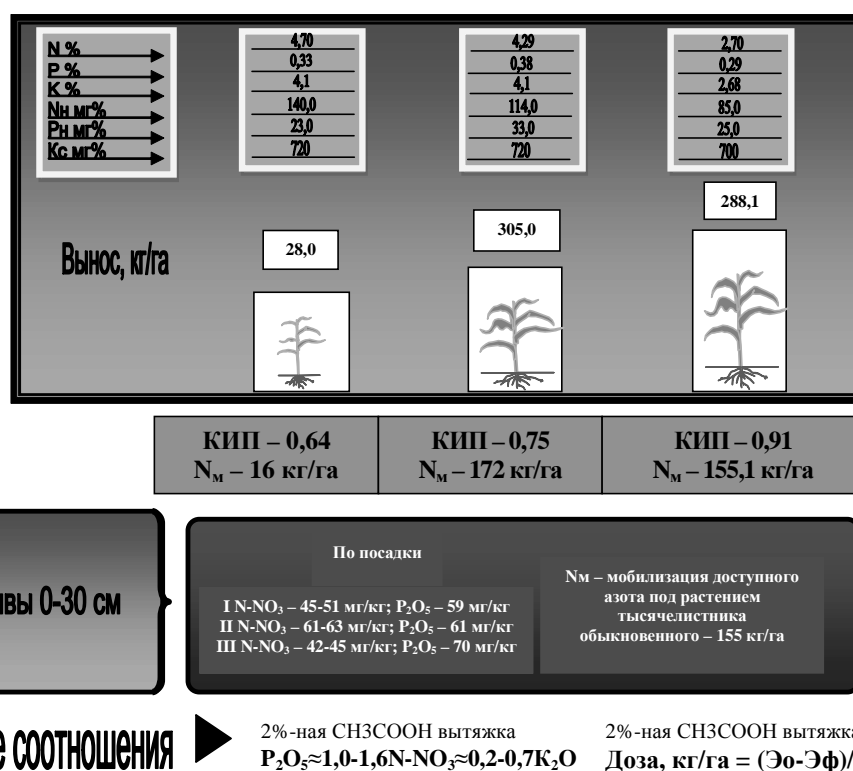 N %
P %
K %
Nн мг%
Рн мг%
Кс мг%
4,70
0,33
4,1
140,0
23,0
720
4,29
0,38
4,1
114,0
33,0
720
2,70
0,29
2,68
85,0
25,0
700
Вынос, кг/га
28,0
305,0
288,1
КИП – 0,64
Nм – 16 кг/га
КИП – 0,75
Nм – 172 кг/га
КИП – 0,91
Nм – 155,1 кг/га
вы 0-30 см
По посадки
I N-NO₃ – 45-51 мг/кг; P₂O₅ – 59 мг/кг
II N-NO₃ – 61-63 мг/кг; P₂O₅ – 61 мг/кг
III N-NO₃ – 42-45 мг/кг; P₂O₅ – 70 мг/кг
Nм – мобилизация доступного
азота под растением
тысячелистника
обыкновенного – 155 кг/га
е соотношения
2%-ная CH3COOH вытяжка
P₂O₅≈1,0-1,6N-NO₃≈0,2-0,7K₂O
2%-ная CH3COOH вытяжка
Доза, кг/га = (Эо-Эф)/